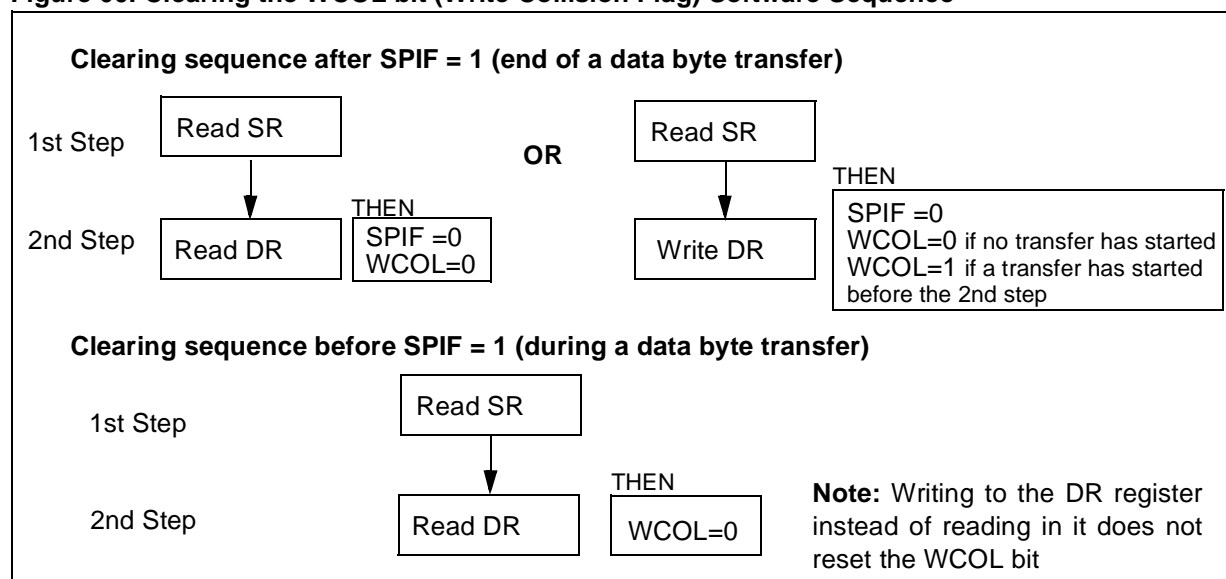 Clearing sequence after SPIF = 1 (end of a data byte transfer)
1st Step
Read SR
OR
Read SR
THEN
2nd Step
Read DR
THEN
SPIF =0
WCOL=0
Write DR
SPIF =0
WCOL=0 if no transfer has started
WCOL=1 if a transfer has started
before the 2nd step
Clearing sequence before SPIF = 1 (during a data byte transfer)
1st Step
Read SR
2nd Step
Read DR
THEN
WCOL=0
Note: Writing to the DR register
instead of reading in it does not
reset the WCOL bit